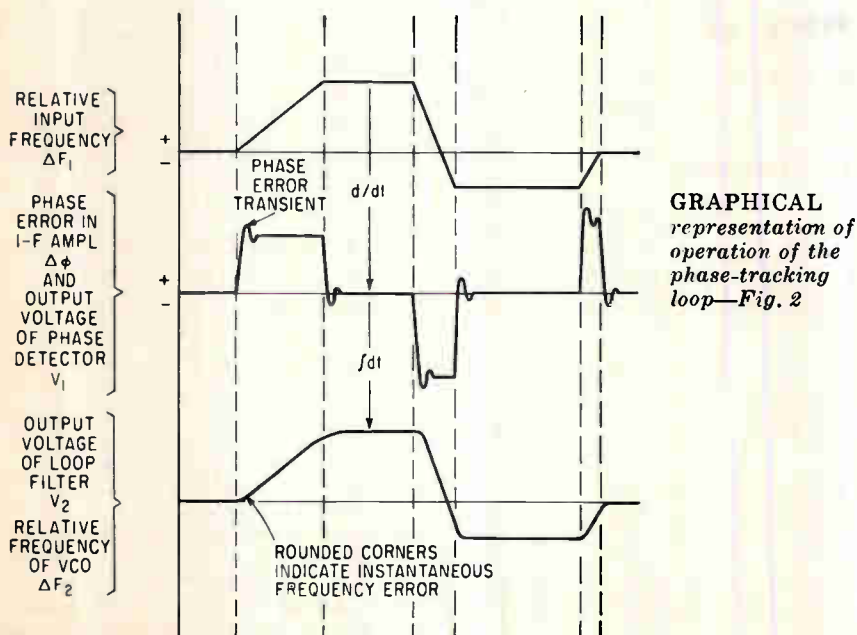 RELATIVE
INPUT
FREQUENCY
ΔF₁
+
−
PHASE
ERROR
TRANSIENT
d/dt
PHASE
ERROR IN
I-F AMPL
Δϕ
AND
OUTPUT
VOLTAGE
OF PHASE
DETECTOR
V₁
+
−
∫dt
OUTPUT
VOLTAGE
OF LOOP
FILTER
V₂
RELATIVE
FREQUENCY
OF VCO
ΔF₂
ROUNDED CORNERS
INDICATE INSTANTANEOUS
FREQUENCY ERROR
GRAPHICAL
representation of
operation of the
phase-tracking
loop—Fig. 2